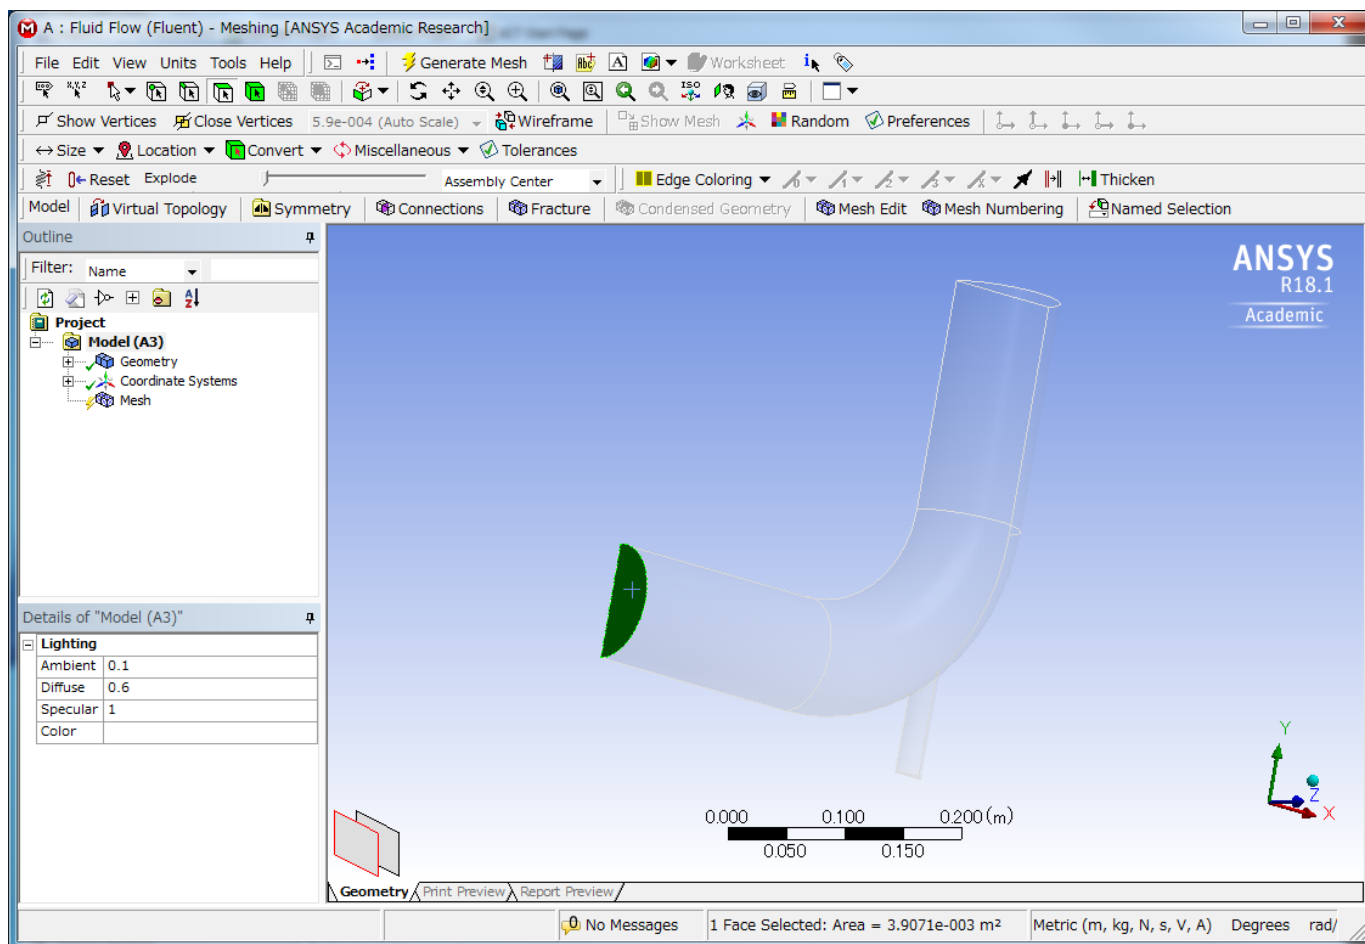 A : Fluid Flow (Fluent) - Meshing [ANSYS Academic Research]
File Edit View Units Tools Help Generate Mesh Worksheet
ISO
Show Vertices Close Vertices 5.9e-004 (Auto Scale) Wireframe Show Mesh Random Preferences
Size Location Convert Miscellaneous Tolerances
Reset Explode Assembly Center Edge Coloring Thicken
Model Virtual Topology Symmetry Connections Fracture Condensed Geometry Mesh Edit Mesh Numbering Named Selection
Outline
Filter: Name
Project
Model (A3)
Geometry
Coordinate Systems
Mesh
Details of "Model (A3)"
Lighting
Ambient 0.1
Diffuse 0.6
Specular 1
Color
ANSYS
R18.1
Academic
Y
Z
X
0.000 0.100 0.200 (m)
0.050 0.150
Geometry Print Preview Report Preview
0 No Messages 1 Face Selected: Area = 3.9071e-003 m² Metric (m, kg, N, s, V, A) Degrees rad/